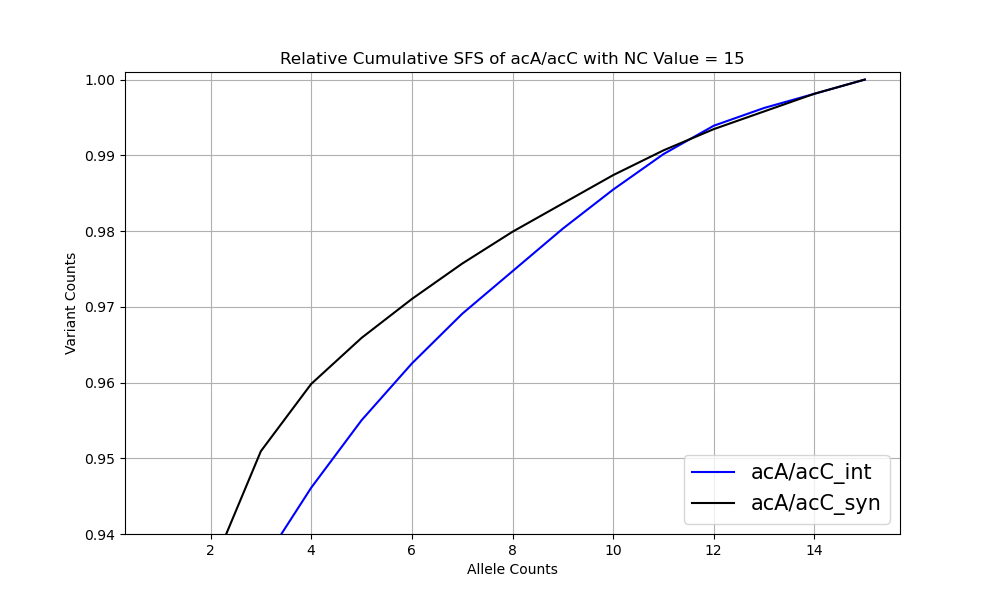 Relative Cumulative SFS of acA/acC with NC Value = 15
1.00
0.99
0.98
0.97
0.96
0.95
0.94
Variant Counts
acA/acC_int
acA/acC_syn
2 4 6 8 10 12 14
Allele Counts